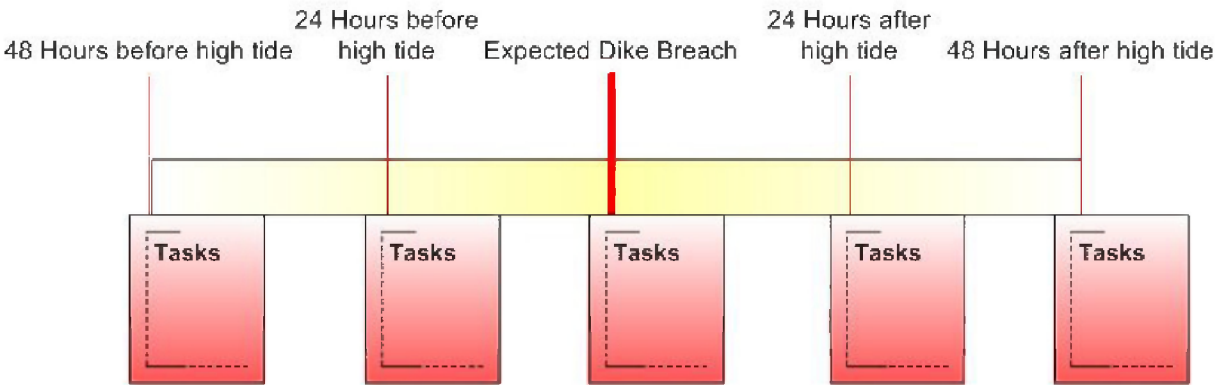 24 Hours before
high tide
24 Hours after
high tide
48 Hours before high tide
Expected Dike Breach
48 Hours after high tide
Tasks
Tasks
Tasks
Tasks
Tasks